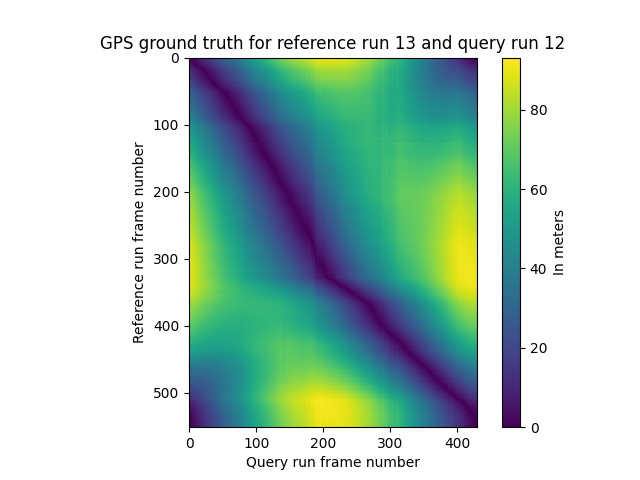 GPS ground truth for reference run 13 and query run 12
0
100
200
300
400
500
Reference run frame number
0 100 200 300 400
Query run frame number
80
60
40
20
0
In meters